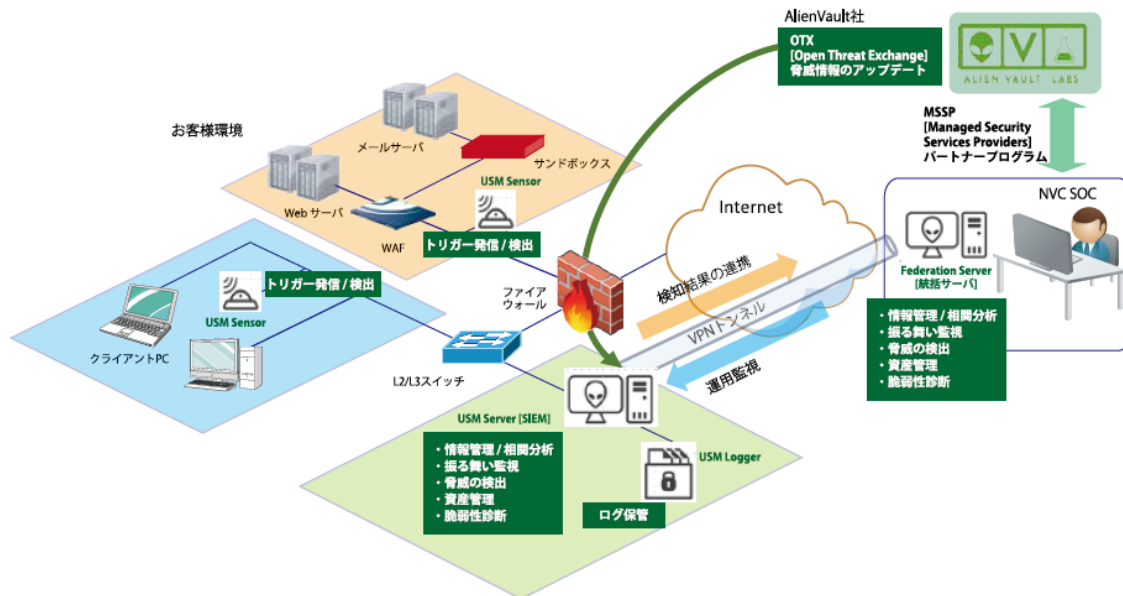 AlienVault社
OTX
[Open Threat Exchange]
脅威情報のアップデート
ALIEN VAULT LABS
MSSP
[Managed Security
Services Providers]
パートナープログラム
お客様環境
メールサーバ
サンドボックス
USM Sensor
Web サーバ
WAF
トリガー発信 / 検出
Internet
NVC SOC
Federation Server
[統括サーバ]
・情報管理 / 相関分析
・振る舞い監視
・脅威の検出
・資産管理
・脆弱性診断
トリガー発信 / 検出
USM Sensor
クライアントPC
ファイア
ウォール
検知結果の連携
VPNトンネル
運用監視
L2/L3スイッチ
USM Server [SIEM]
・情報管理 / 相関分析
・振る舞い監視
・脅威の検出
・資産管理
・脆弱性診断
USM Logger
ログ保管